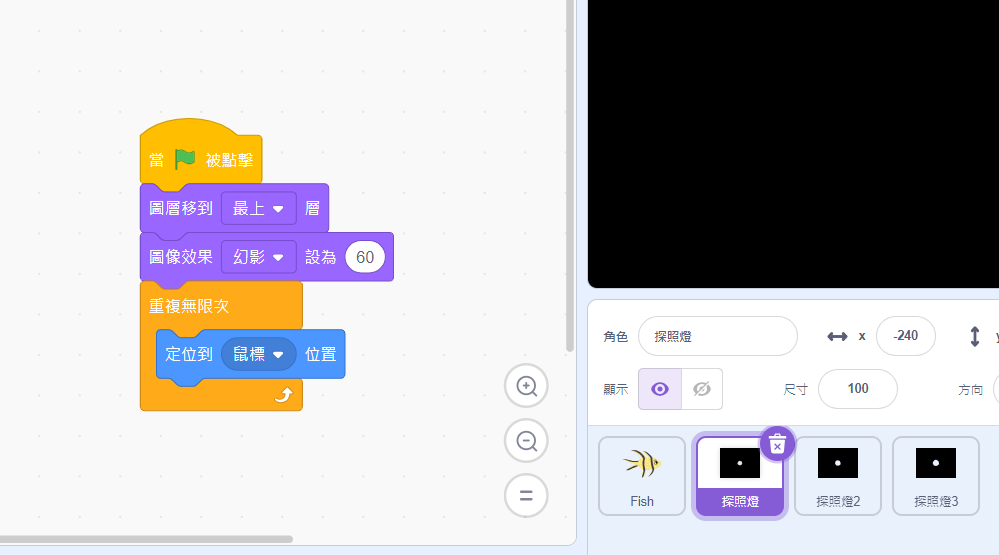 當 被點擊
圖層移到 最上 層
圖像效果 幻影 設為 60
重複無限次
定位到 鼠標 位置
角色 探照燈 x -240 y
顯示 尺寸 100 方向
Fish 探照燈 探照燈2 探照燈3